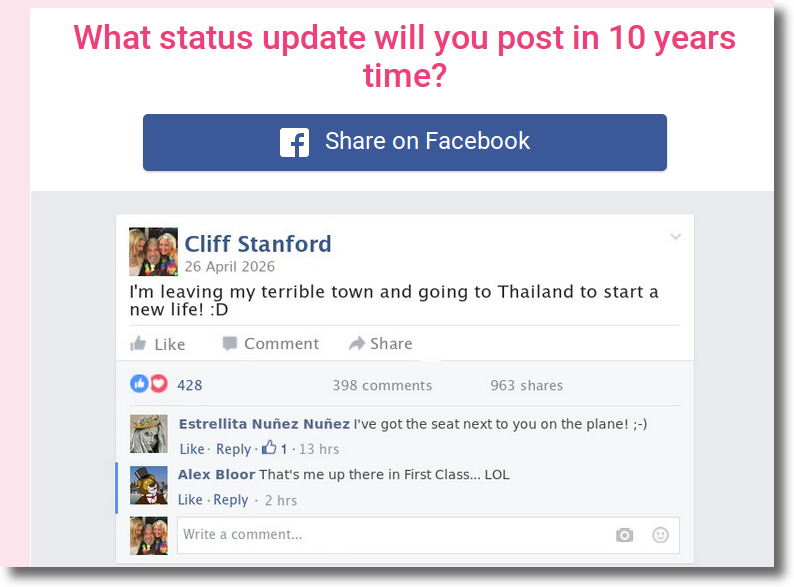 What status update will you post in 10 years
time?
Share on Facebook
Cliff Stanford
26 April 2026
I'm leaving my terrible town and going to Thailand to start a
new life! :D
Like Comment Share
428 398 comments 963 shares
Estrellita Nuñez Nuñez I've got the seat next to you on the plane! ;-)
Like · Reply · 1 · 13 hrs
Alex Bloor That's me up there in First Class... LOL
Like · Reply · 2 hrs
Write a comment...